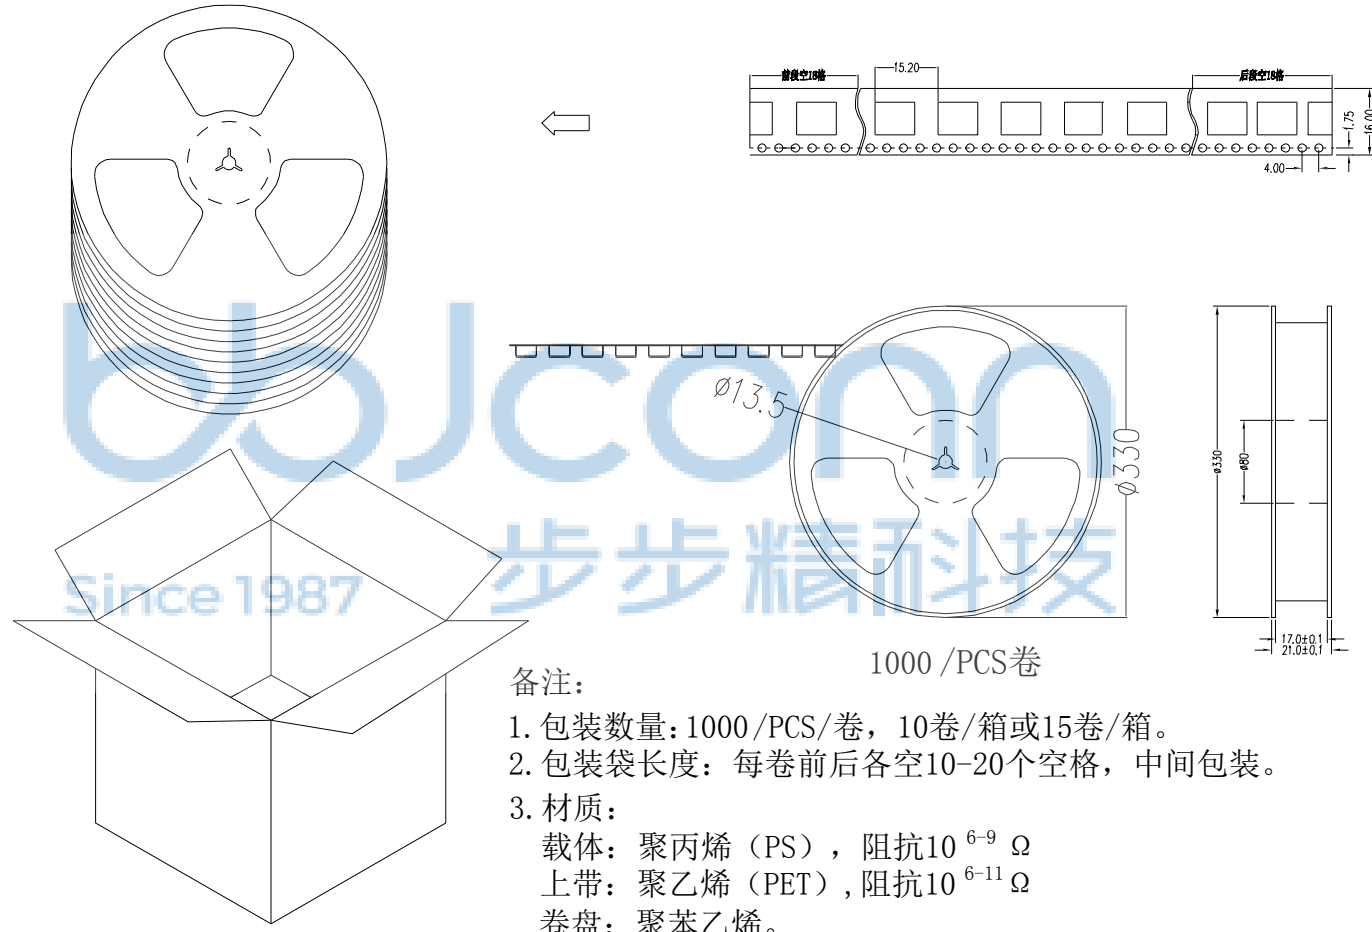 前段空18格
15.20
后段空18格
1.75
16.00
4.00
bbjconn
ø13.5
ø330
ø330
ø80
步步精科技
Since 1987
17.0±0.1
21.0±0.1
1000 /PCS卷
备注：
1.包装数量:1000/PCS/卷，10卷/箱或15卷/箱。
2.包装袋长度：每卷前后各空10-20个空格，中间包装。
3.材质：
载体：聚丙烯（PS），阻抗10 6-9 Ω
上带：聚乙烯（PET）,阻抗10 6-11 Ω
卷盘：聚苯乙烯。